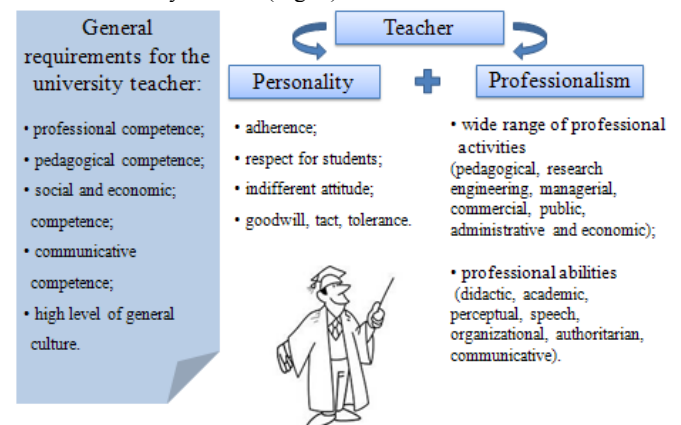 General
requirements for the
university teacher:
• professional competence;
• pedagogical competence;
• social and economic;
competence;
• communicative
competence;
• high level of general
culture.
Teacher
Personality
Professionalism
• adherence;
• respect for students;
• indifferent attitude;
• goodwill, tact, tolerance.
• wide range of professional
activities
(pedagogical, research
engineering, managerial,
commercial, public,
administrative and economic);
• professional abilities
(didactic, academic,
perceptual, speech,
organizational, authoritarian,
communicative).